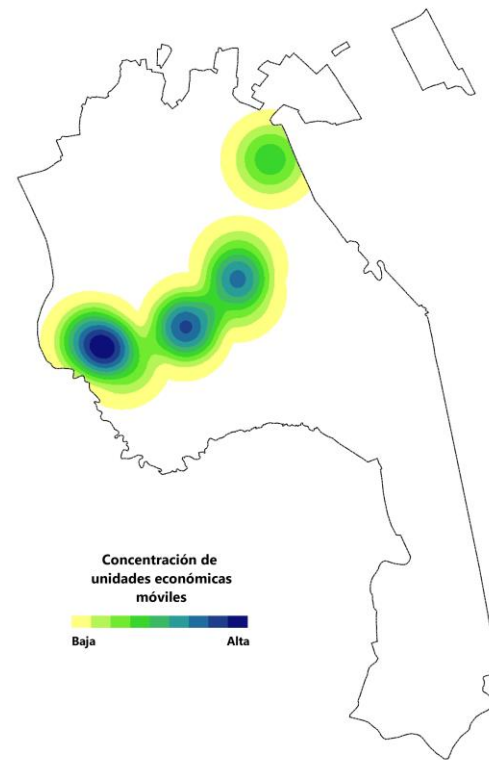 Concentración de
unidades económicas
móviles
Baja Alta